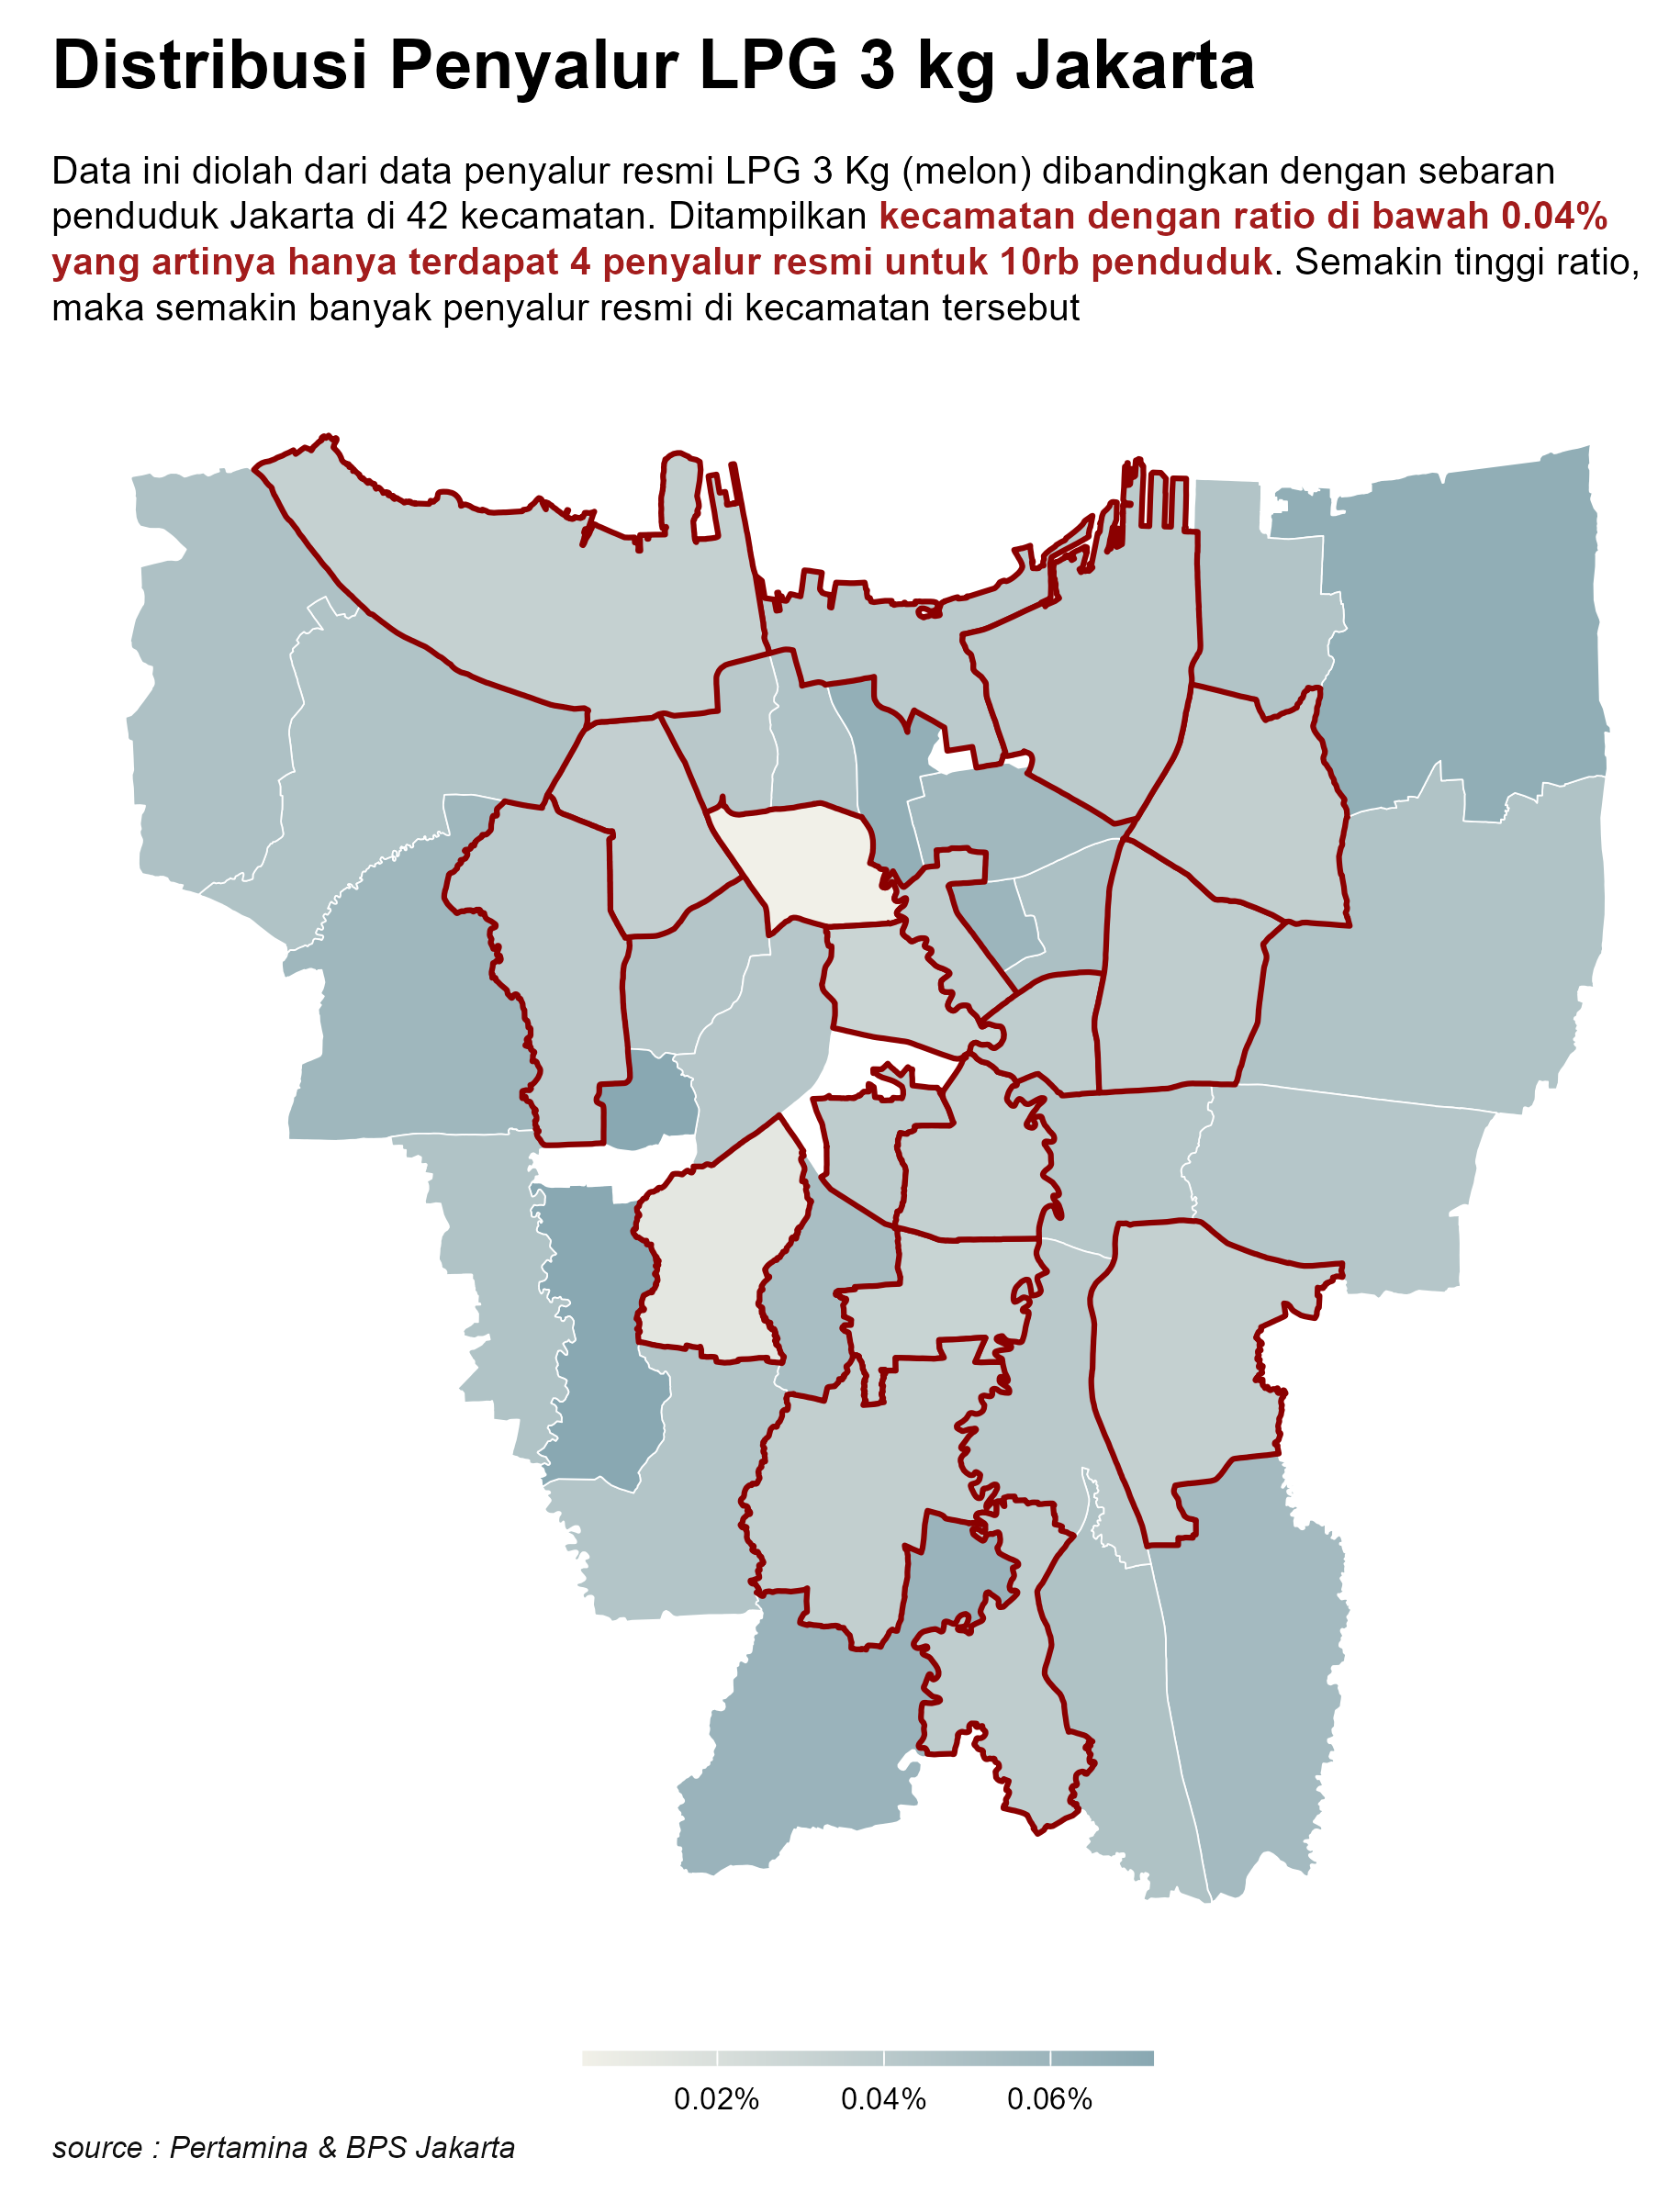 Distribusi Penyalur LPG 3 kg Jakarta
Data ini diolah dari data penyalur resmi LPG 3 Kg (melon) dibandingkan dengan sebaran
penduduk Jakarta di 42 kecamatan. Ditampilkan kecamatan dengan ratio di bawah 0.04%
yang artinya hanya terdapat 4 penyalur resmi untuk 10rb penduduk. Semakin tinggi ratio,
maka semakin banyak penyalur resmi di kecamatan tersebut
0.02% 0.04% 0.06%
source : Pertamina & BPS Jakarta